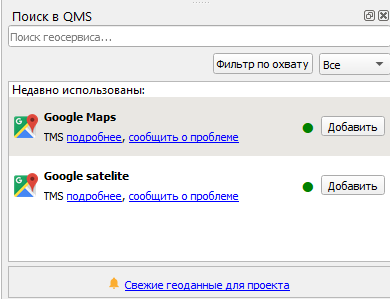 Поиск в QMS
Поиск геосервиса...
Фильтр по охвату Все
Недавно использованы:
Google Maps
TMS подробнее, сообщить о проблеме Добавить
Google satelite
TMS подробнее, сообщить о проблеме Добавить
Свежие геоданные для проекта